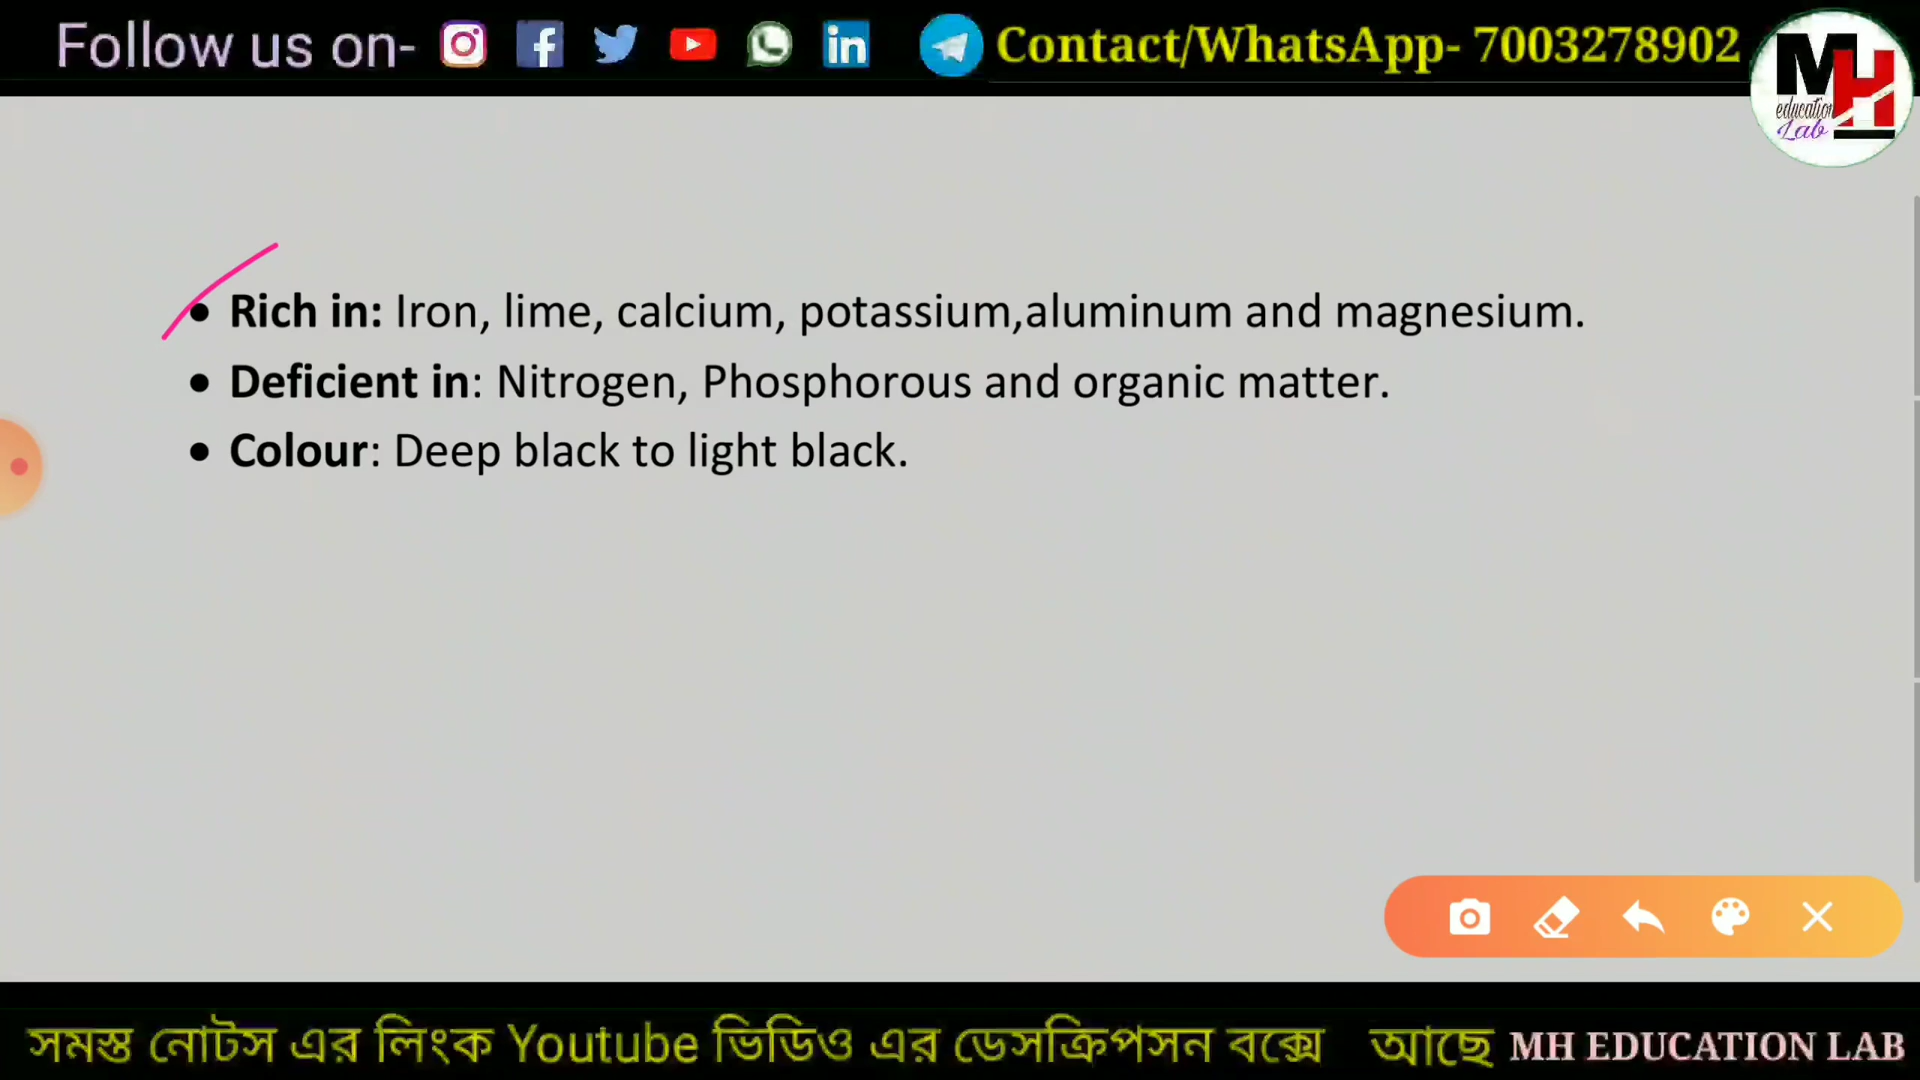 Follow us on-
Contact/WhatsApp- 7003278902
MH
education
Lab
• Rich in: Iron, lime, calcium, potassium,aluminum and magnesium.
• Deficient in: Nitrogen, Phosphorous and organic matter.
• Colour: Deep black to light black.
সমস্ত নোটস এর লিংক Youtube ভিডিও এর ডেসক্রিপসন বক্সে আছে MH EDUCATION LAB